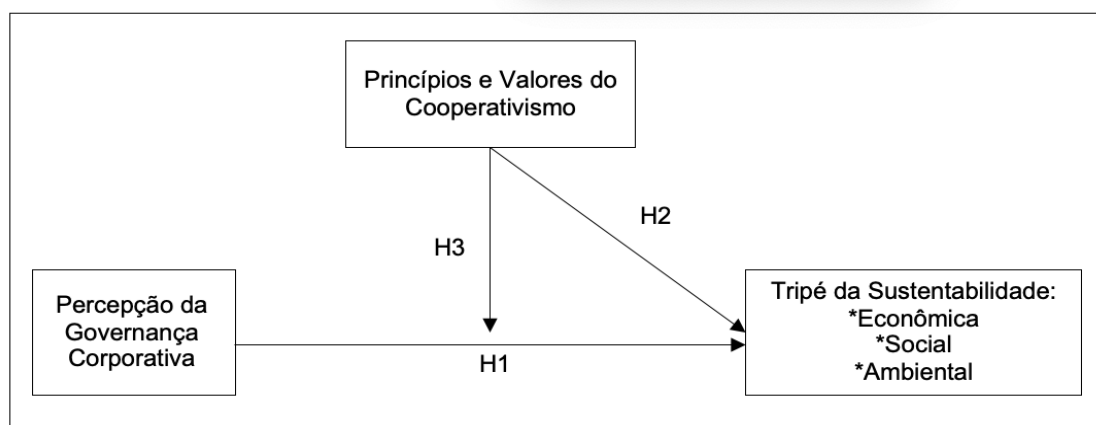 Princípios e Valores do
Cooperativismo
H2
H3
Percepção da
Governança
Corporativa
H1
Tripé da Sustentabilidade:
*Econômica
*Social
*Ambiental